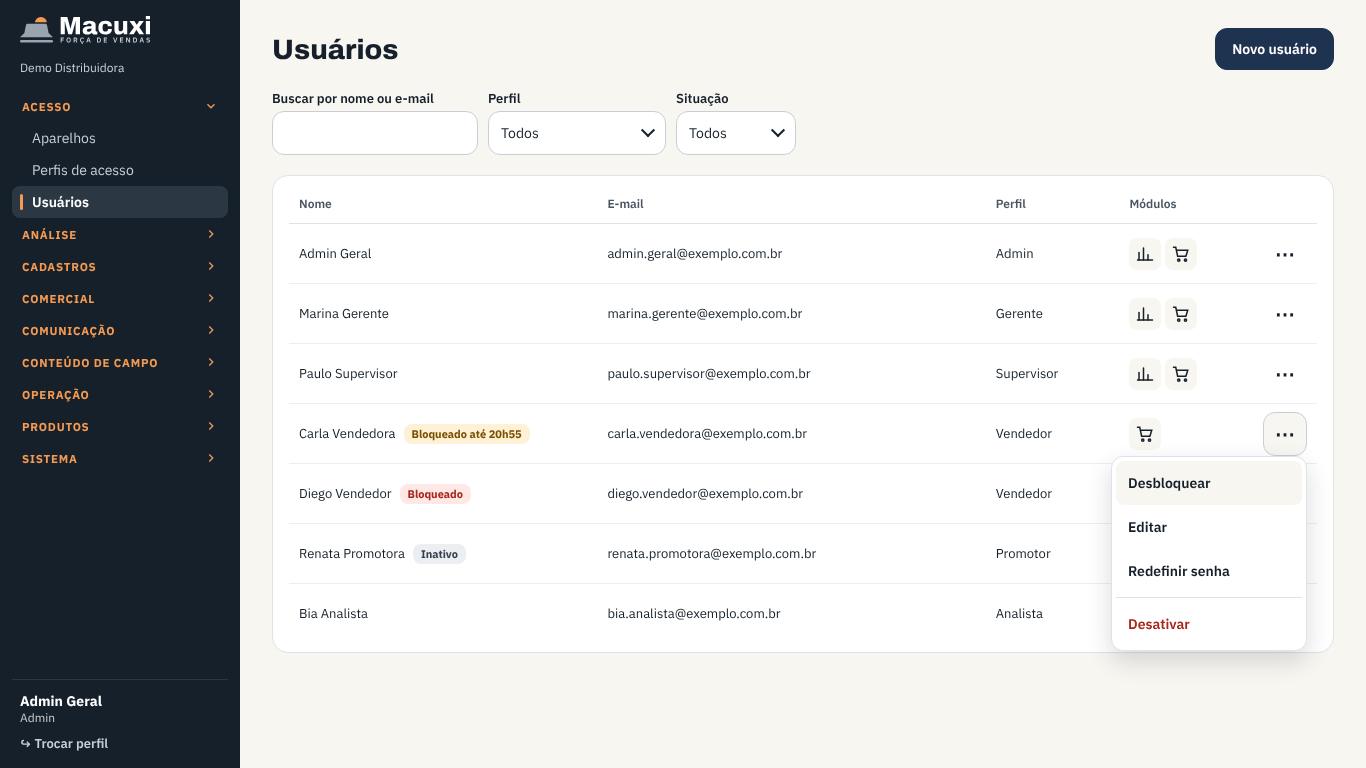 Macuxi
FORÇA DE VENDAS
Demo Distribuidora
ACESSO
Aparelhos
Perfis de acesso
Usuários
ANÁLISE
CADASTROS
COMERCIAL
COMUNICAÇÃO
CONTEÚDO DE CAMPO
OPERAÇÃO
PRODUTOS
SISTEMA
Admin Geral
Admin
↪ Trocar perfil
Usuários
Novo usuário
Buscar por nome ou e-mail Perfil Situação
Todos Todos
Nome E-mail Perfil Módulos
Admin Geral admin.geral@exemplo.com.br Admin
Marina Gerente marina.gerente@exemplo.com.br Gerente
Paulo Supervisor paulo.supervisor@exemplo.com.br Supervisor
Carla Vendedora Bloqueado até 20h55 carla.vendedora@exemplo.com.br Vendedor
Diego Vendedor Bloqueado diego.vendedor@exemplo.com.br Vendedor
Renata Promotora Inativo renata.promotora@exemplo.com.br Promotor
Bia Analista bia.analista@exemplo.com.br Analista
Desbloquear
Editar
Redefinir senha
Desativar